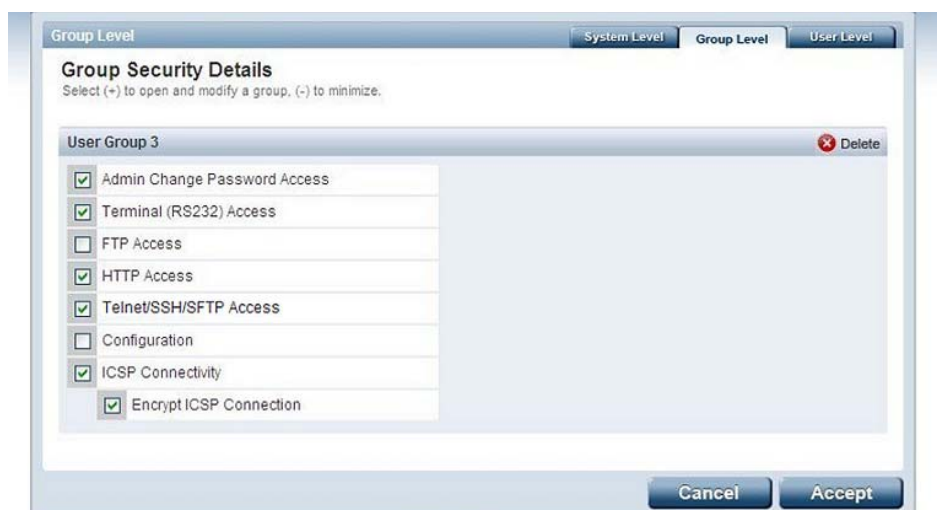 Group Level
System Level
Group Level
User Level
Group Security Details
Select (+) to open and modify a group, (-) to minimize.
User Group 3
Delete
Admin Change Password Access
Terminal (RS232) Access
FTP Access
HTTP Access
Telnet/SSH/SFTP Access
Configuration
ICSP Connectivity
Encrypt ICSP Connection
Cancel
Accept